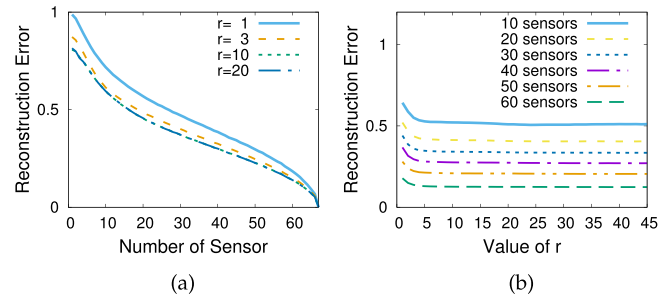 r= 1
r= 3
r=10
r=20
1
0.5
0
0 10 20 30 40 50 60
Reconstruction Error
Number of Sensor
(a)
10 sensors
20 sensors
30 sensors
40 sensors
50 sensors
60 sensors
1
0.5
0
0 5 10 15 20 25 30 35 40 45
Reconstruction Error
Value of r
(b)